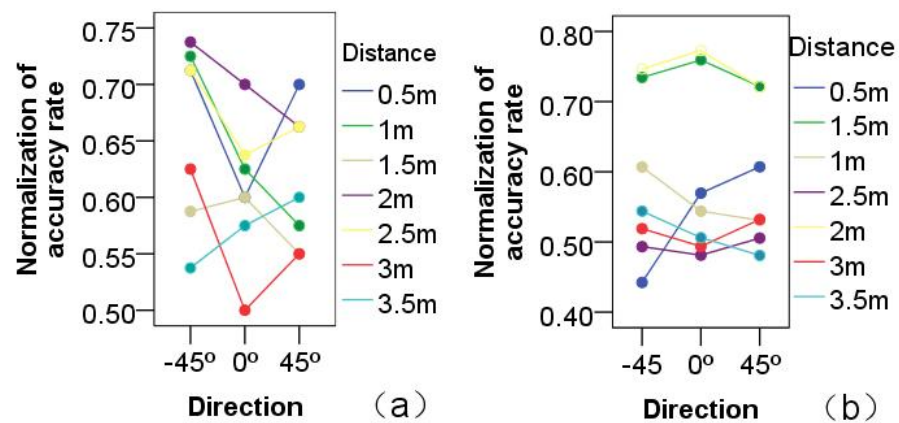 Normalization of
accuracy rate
0.75
0.70
0.65
0.60
0.55
0.50
-45º 0º 45º
Direction
(a)
Distance
0.5m
1m
1.5m
2m
2.5m
3m
3.5m
Normalization of
accuracy rate
0.80
0.70
0.60
0.50
0.40
-45 0º 45º
Direction
(b)
Distance
0.5m
1.5m
1m
2.5m
2m
3m
3.5m